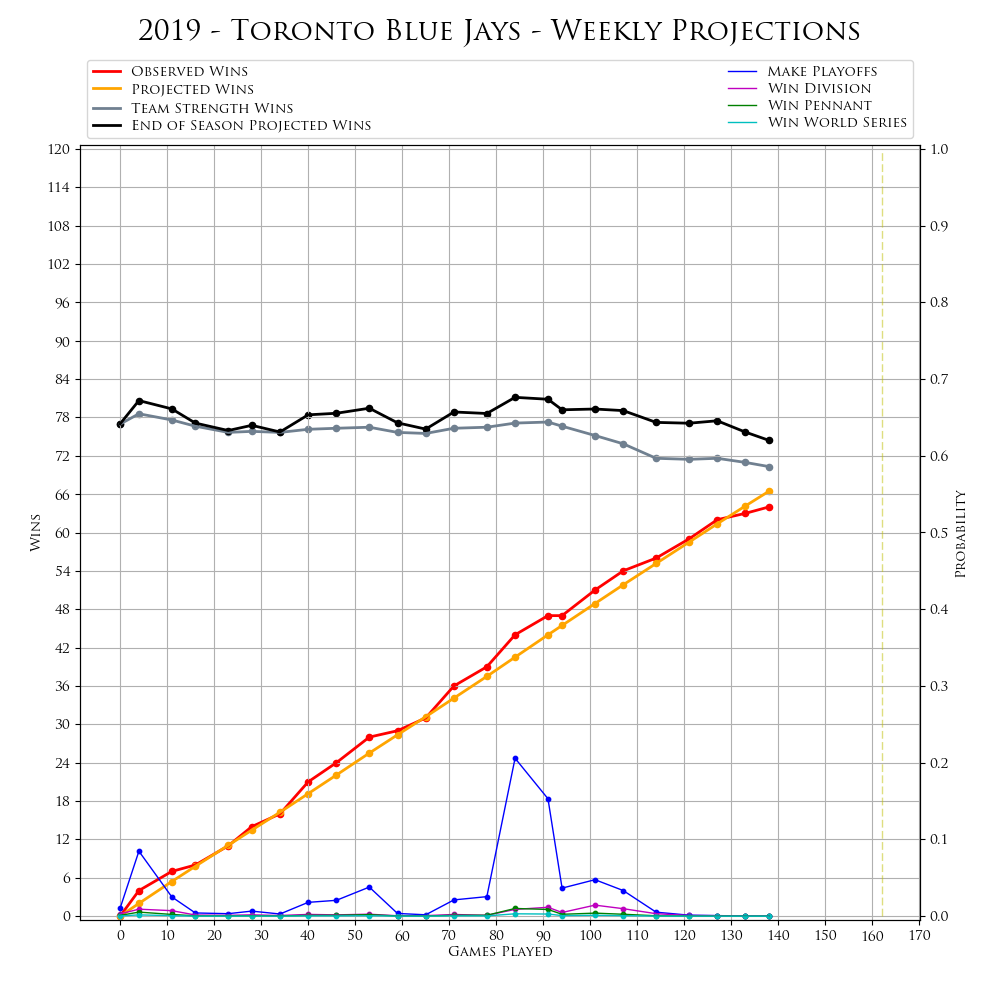 2019 - Toronto Blue Jays - Weekly Projections
Observed Wins
Projected Wins
Team Strength Wins
End of Season Projected Wins
Make Playoffs
Win Division
Win Pennant
Win World Series
120
114
108
102
96
90
84
78
72
66
60
54
48
42
36
30
24
18
12
6
0
Wins
1.0
0.9
0.8
0.7
0.6
0.5
0.4
0.3
0.2
0.1
0.0
Probability
0 10 20 30 40 50 60 70 80 90 100 110 120 130 140 150 160 170
Games Played